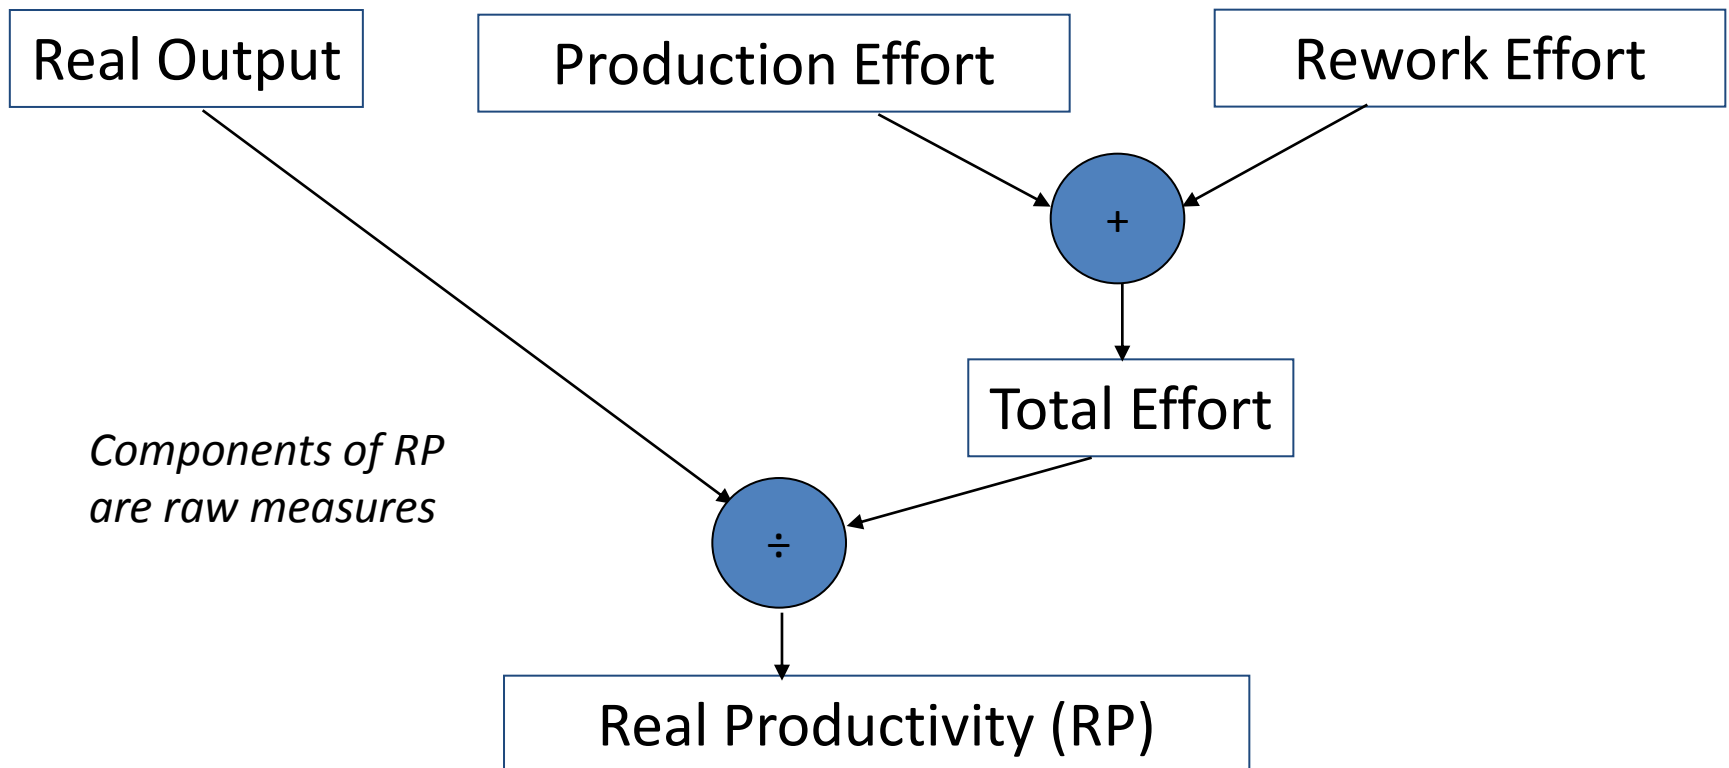 Real Output
Production Effort
Rework Effort
+
Total Effort
Components of RP
are raw measures
÷
Real Productivity (RP)